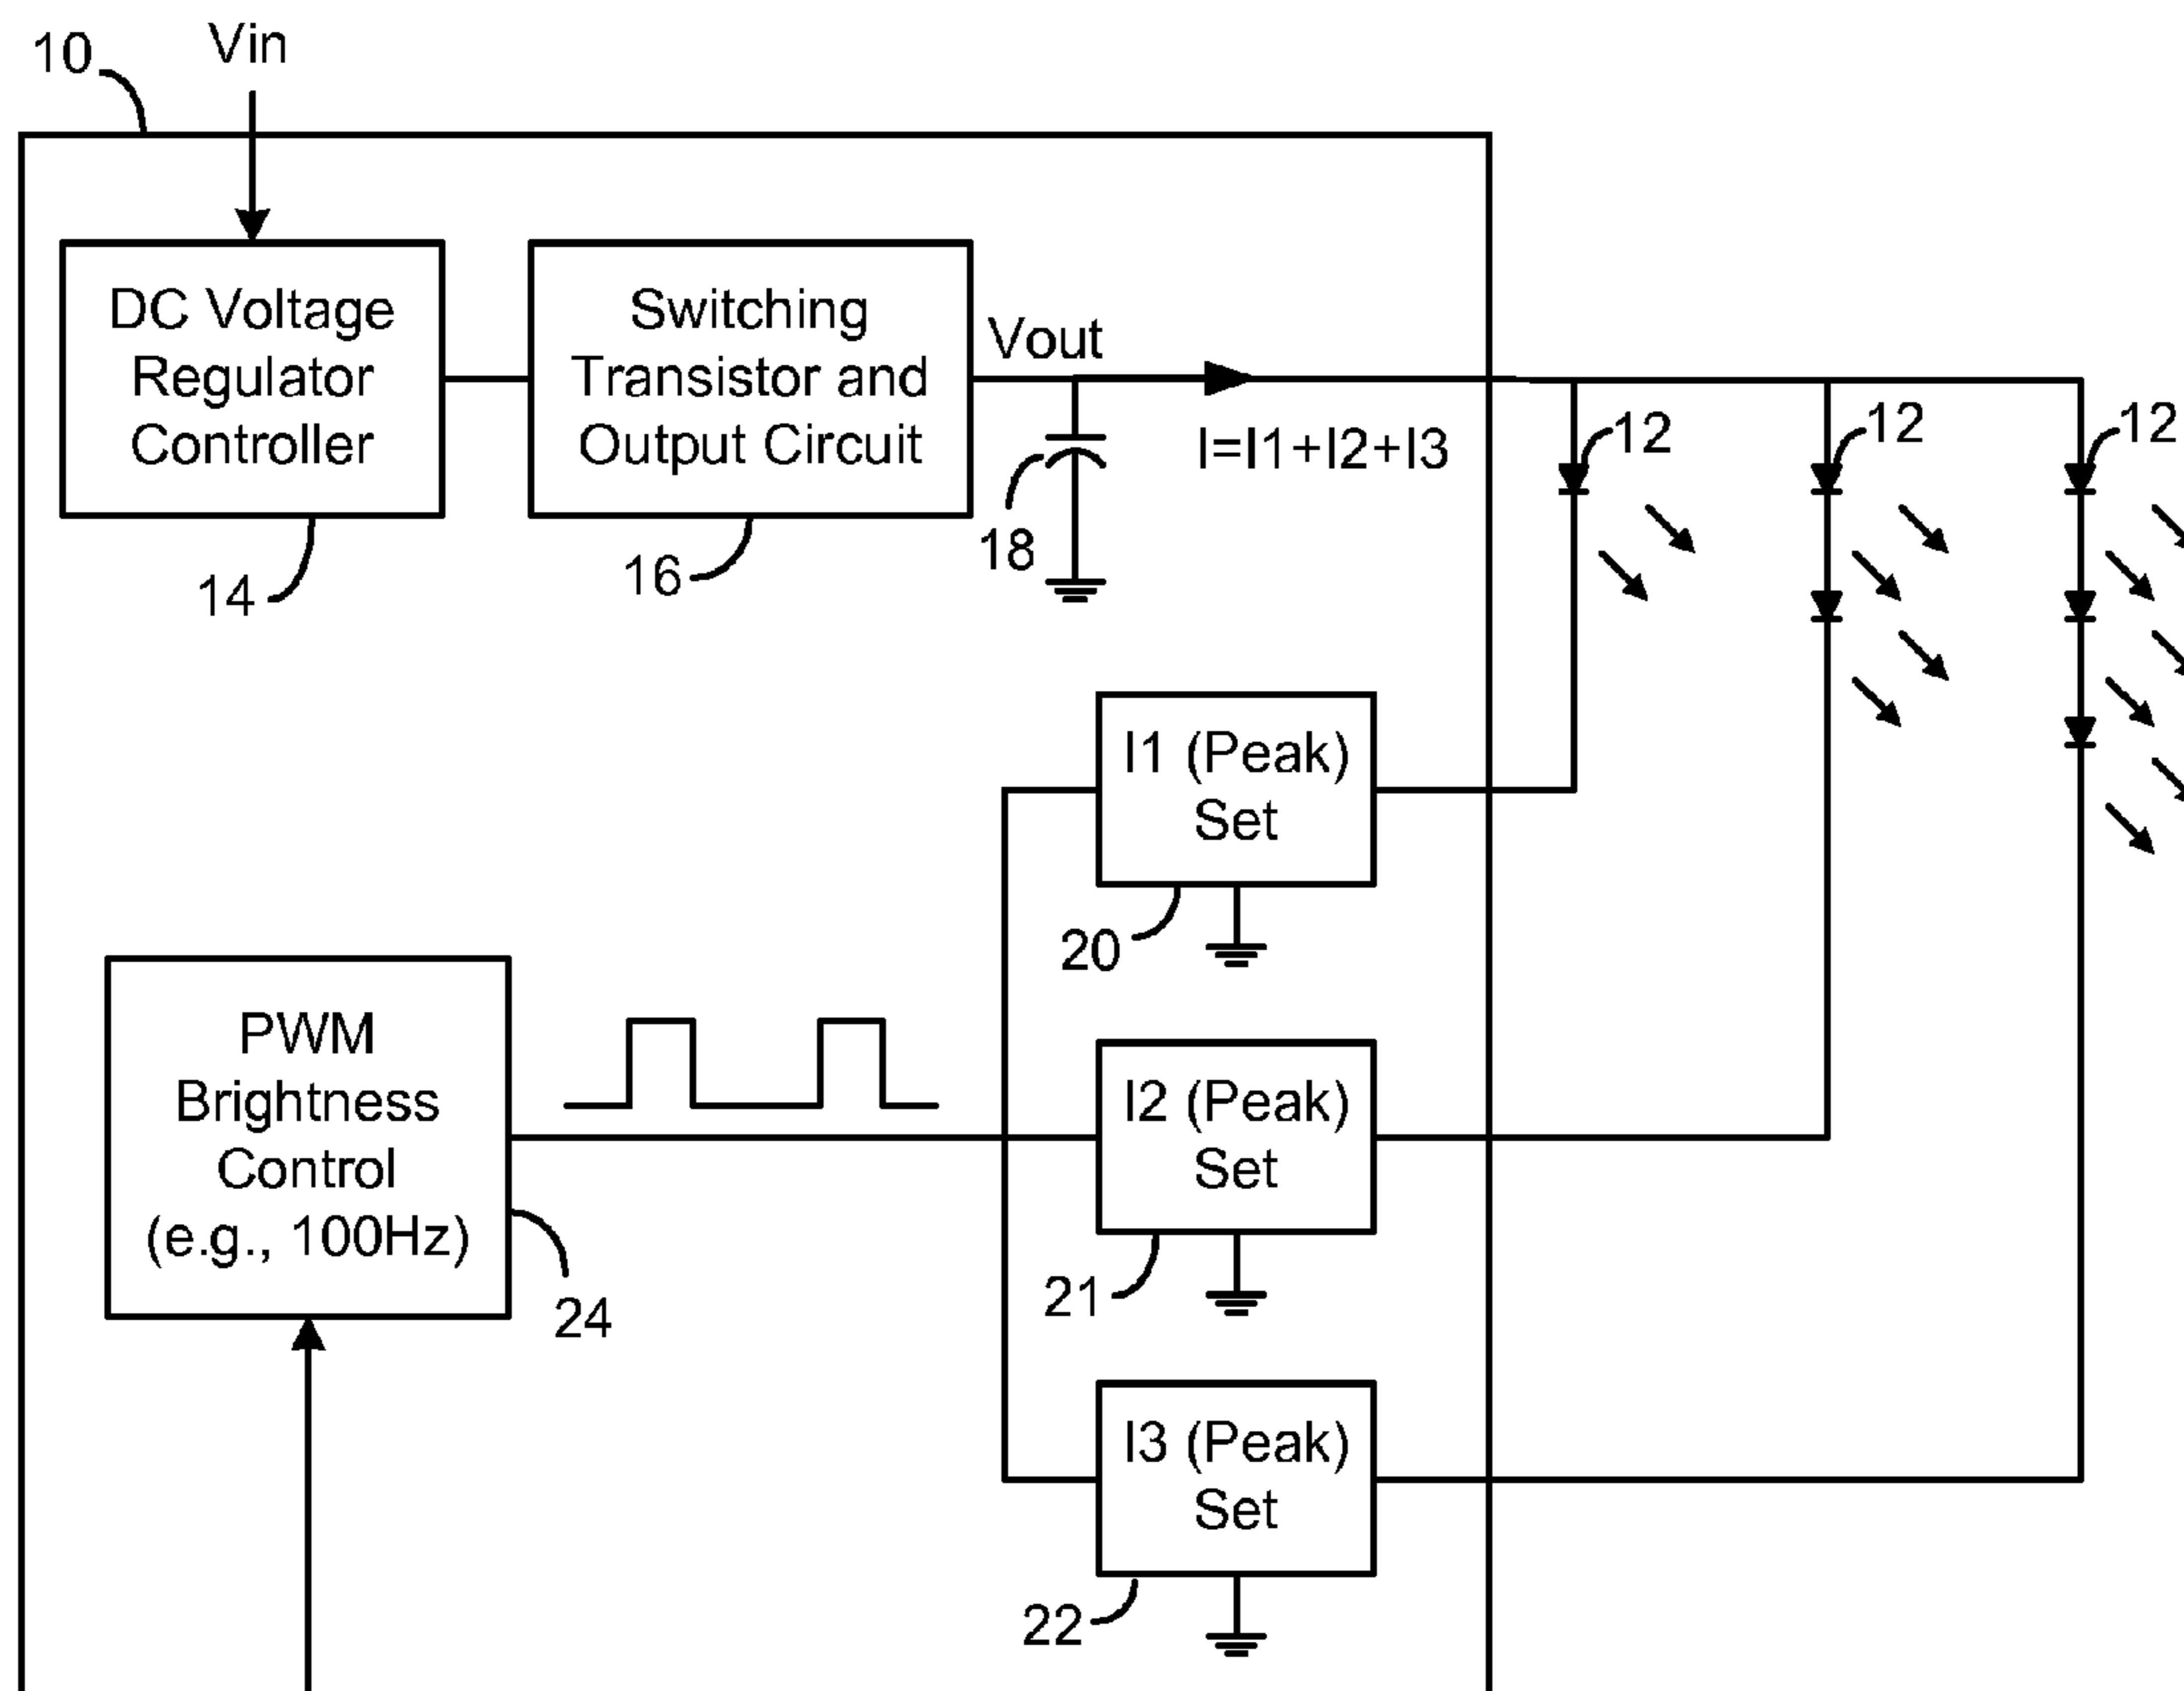 10
Vin
DC Voltage
Regulator
Controller
14
Switching
Transistor and
Output Circuit
16
Vout
18
I=I1+I2+I3
12
12
12
I1 (Peak)
Set
20
PWM
Brightness
Control
(e.g., 100Hz)
24
I2 (Peak)
Set
21
I3 (Peak)
Set
22